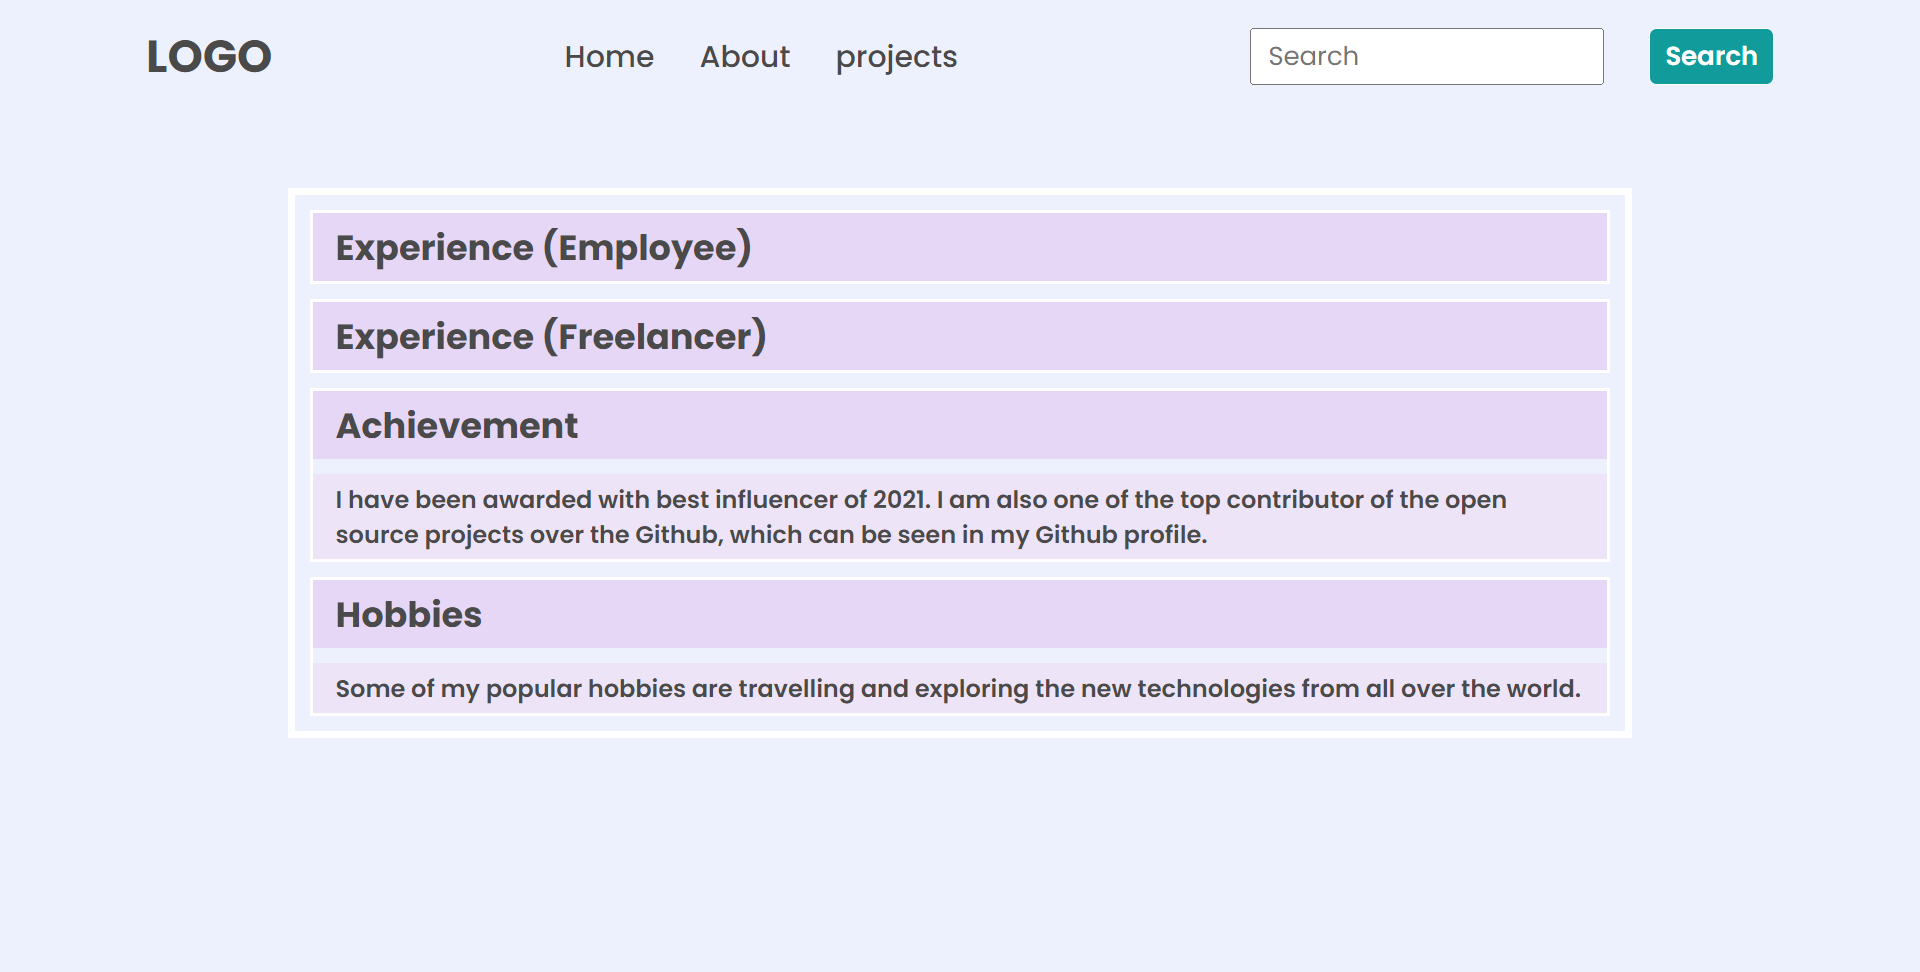 LOGO
Home About projects
Search
Search
Experience (Employee)
Experience (Freelancer)
Achievement
I have been awarded with best influencer of 2021. I am also one of the top contributor of the open
source projects over the Github, which can be seen in my Github profile.
Hobbies
Some of my popular hobbies are travelling and exploring the new technologies from all over the world.